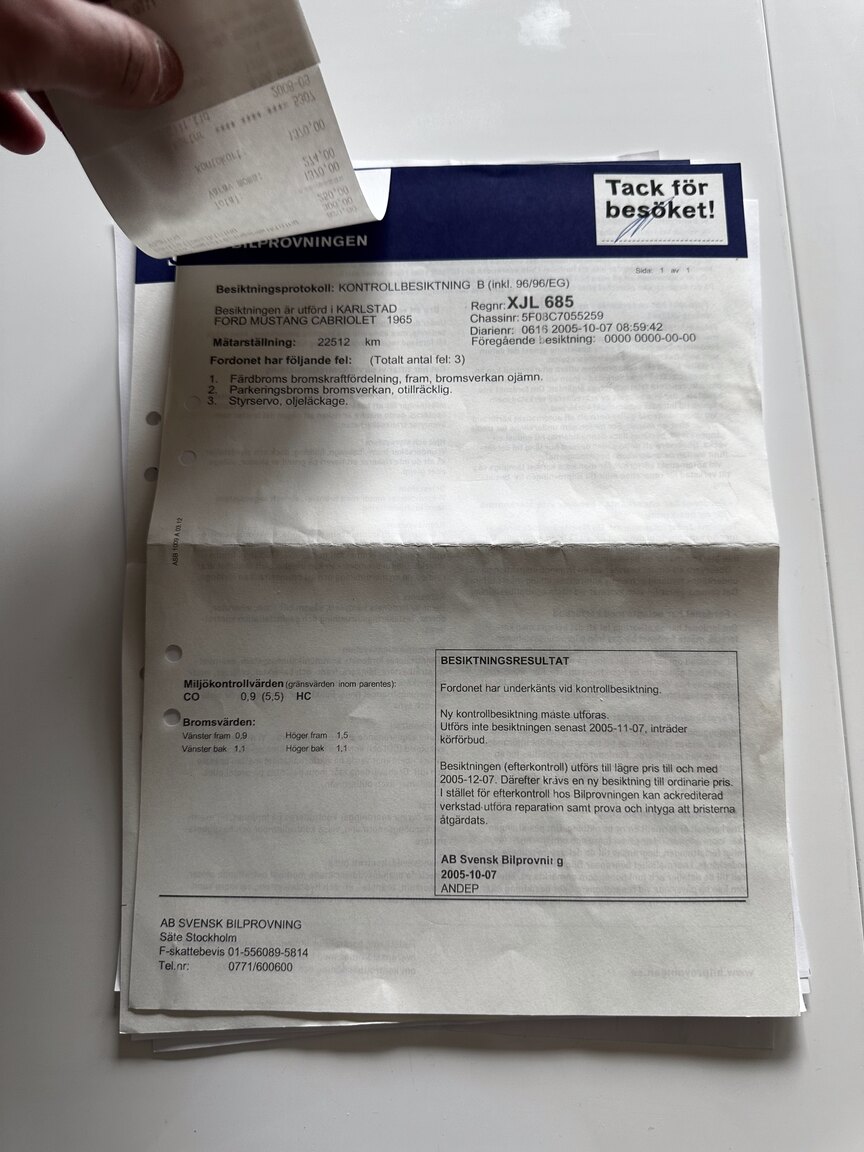 Tack för
besöket!
BILPROVNINGEN
Sida: 1 av 1
Besiktningsprotokoll: KONTROLLBESIKTNING B (inkl. 96/96/EG)
Besiktningen är utförd i KARLSTAD
FORD MUSTANG CABRIOLET 1965
Regnr: XJL 685
Chassinr: 5F08C7055259
Diarienr: 0616 2005-10-07 08:59:42
Föregående besiktning: 0000 0000-00-00
Mätarställning: 22512 km
Fordonet har följande fel: (Totalt antal fel: 3)
1. Färdbroms bromskraftfördelning, fram, bromsverkan ojämn.
2. Parkeringsbroms bromsverkan, otillräcklig.
3. Styrservo, oljeläckage.
Miljökontrollvärden (gränsvärden inom parentes):
CO 0,9 (5,5) HC
Bromsvärden:
Vänster fram 0,9 Höger fram 1,5
Vänster bak 1,1 Höger bak 1,1
BESIKTNINGSRESULTAT
Fordonet har underkänts vid kontrollbesiktning.
Ny kontrollbesiktning måste utföras.
Utförs inte besiktningen senast 2005-11-07, inträder
körförbud.
Besiktningen (efterkontroll) utförs till lägre pris till och med
2005-12-07. Därefter krävs en ny besiktning till ordinarie pris.
I stället för efterkontroll hos Bilprovningen kan ackrediterad
verkstad utföra reparation samt prova och intyga att bristerna
åtgärdats.
AB Svensk Bilprovning
2005-10-07
ANDEP
AB SVENSK BILPROVNING
Säte Stockholm
F-skattebevis 01-556089-5814
Tel.nr: 0771/600600